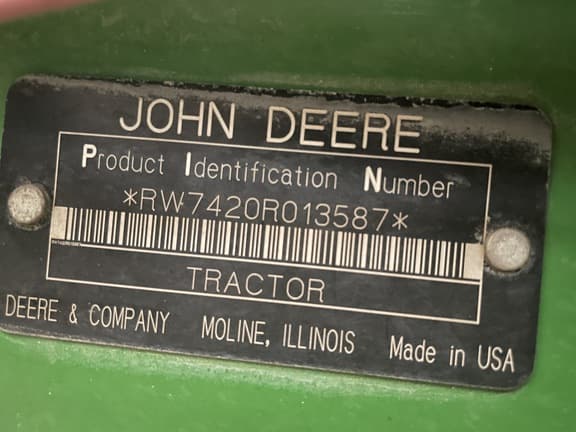 JOHN DEERE
Product Identification Number
*RW7420R013587*
TRACTOR
DEERE & COMPANY MOLINE, ILLINOIS Made in USA